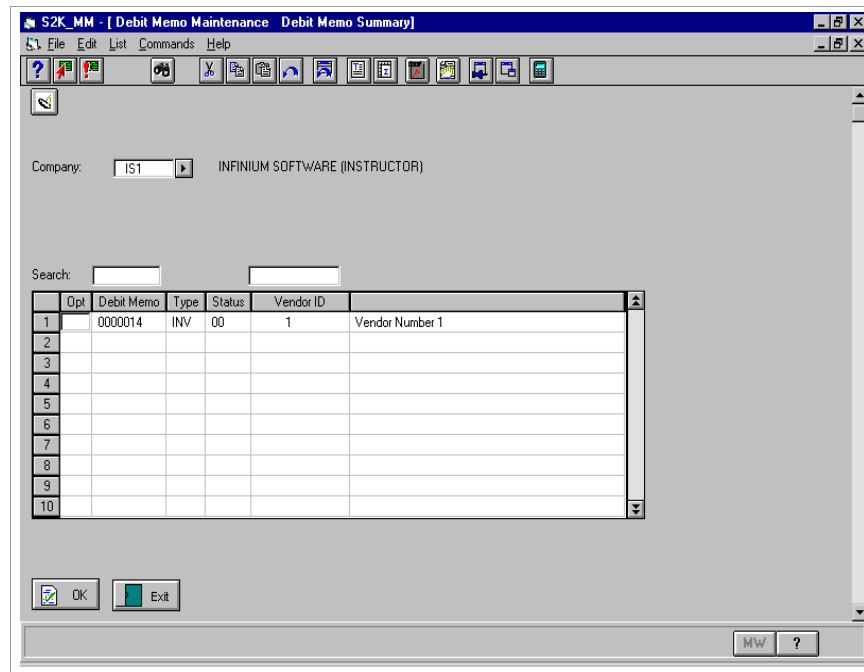 S2K_MM - [ Debit Memo Maintenance Debit Memo Summary]
File Edit List Commands Help
Company: IS1 INFINIUM SOFTWARE (INSTRUCTOR)
Search:
Opt Debit Memo Type Status Vendor ID
1 0000014 INV 00 1 Vendor Number 1
2
3
4
5
6
7
8
9
10
OK Exit
MW ?